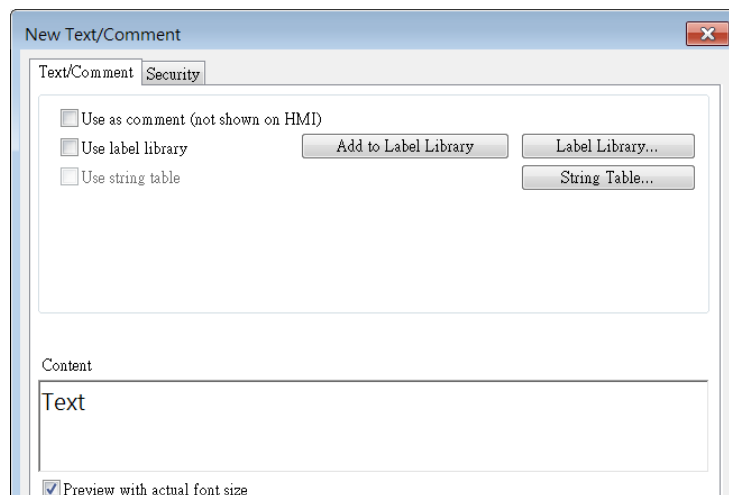 New Text/Comment
Text/Comment Security
Use as comment (not shown on HMI)
Use label library Add to Label Library Label Library...
Use string table String Table...
Content
Text
Preview with actual font size